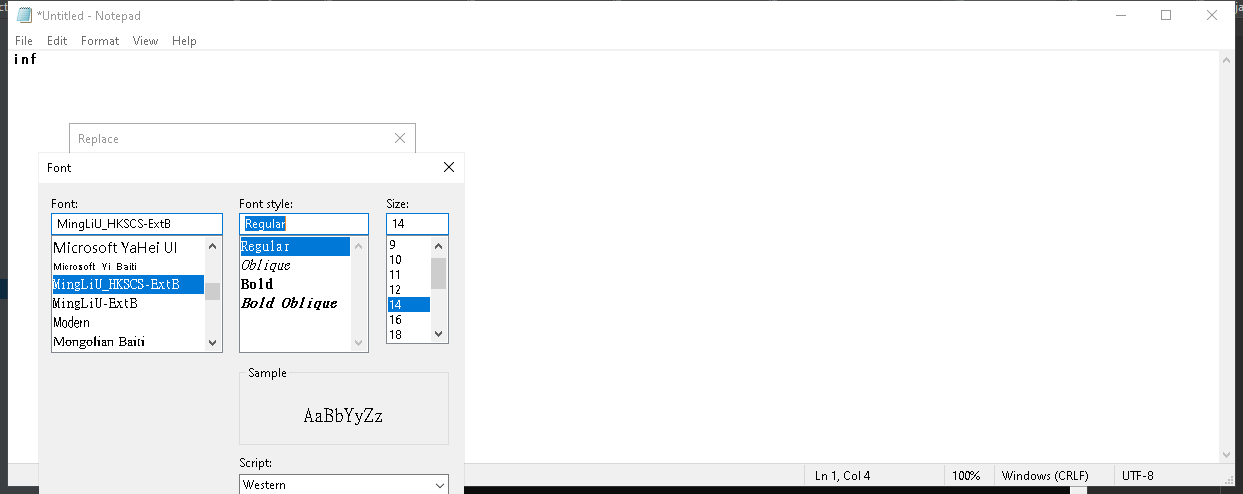 *Untitled - Notepad
File Edit Format View Help
inf
Replace
Font
Font: Font style: Size:
MingLiU_HKSCS-ExtB Regular 14
Microsoft YaHei UI
Microsoft Yi Baiti
MingLiU_HKSCS-ExtB
MingLiU-ExtB
Modern
Mongolian Baiti
Regular
Oblique
Bold
Bold Oblique
9
10
11
12
14
16
18
Sample
AaBbYyZz
Script:
Western
Ln 1, Col 4 100% Windows (CRLF) UTF-8